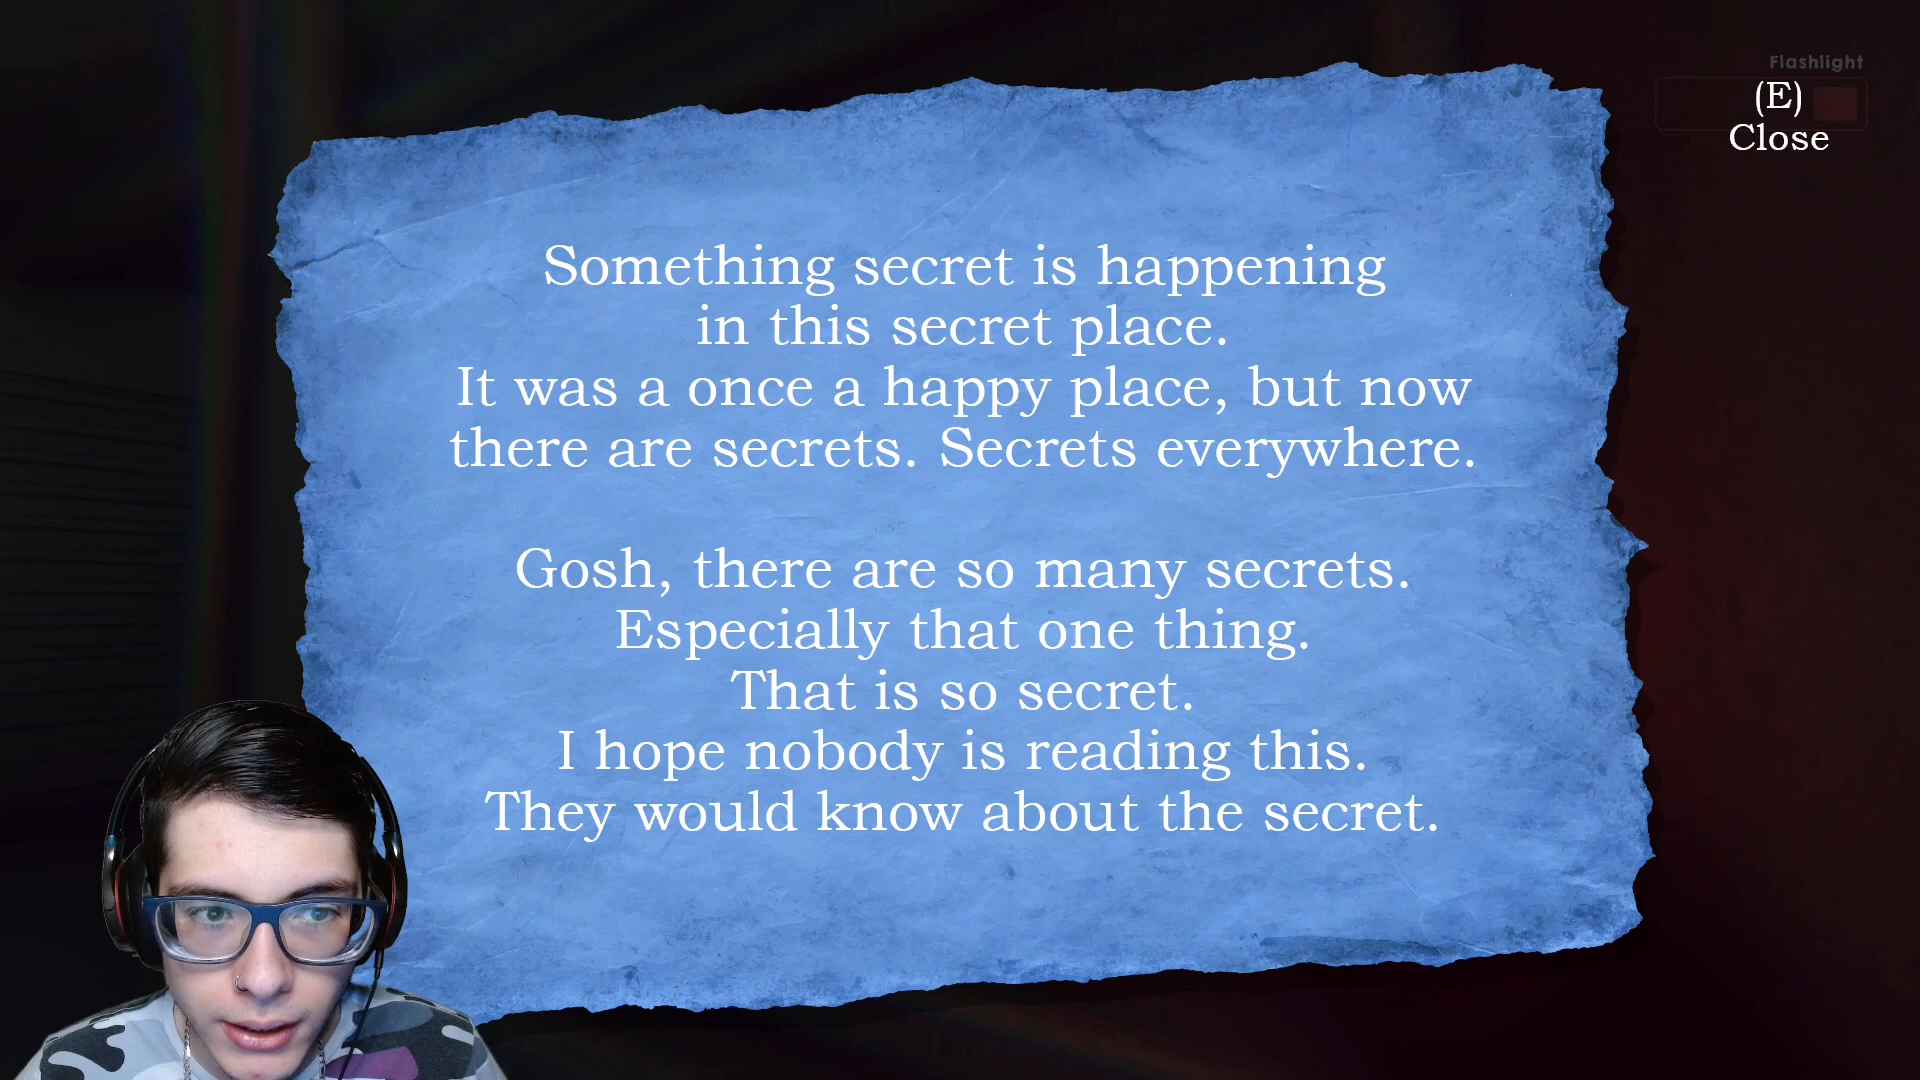 Flashlight
(E)
Close
Something secret is happening
in this secret place.
It was a once a happy place, but now
there are secrets. Secrets everywhere.
Gosh, there are so many secrets.
Especially that one thing.
That is so secret.
I hope nobody is reading this.
They would know about the secret.